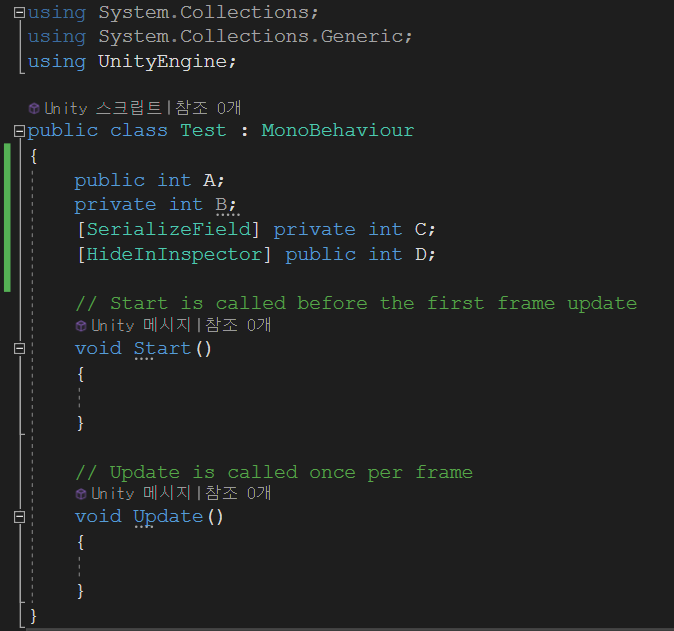 using System.Collections;
using System.Collections.Generic;
using UnityEngine;
Unity 스크립트|참조 0개
public class Test : MonoBehaviour
{
public int A;
private int B;
[SerializeField] private int C;
[HideInInspector] public int D;
// Start is called before the first frame update
Unity 메시지|참조 0개
void Start()
{
}
// Update is called once per frame
Unity 메시지|참조 0개
void Update()
{
}
}